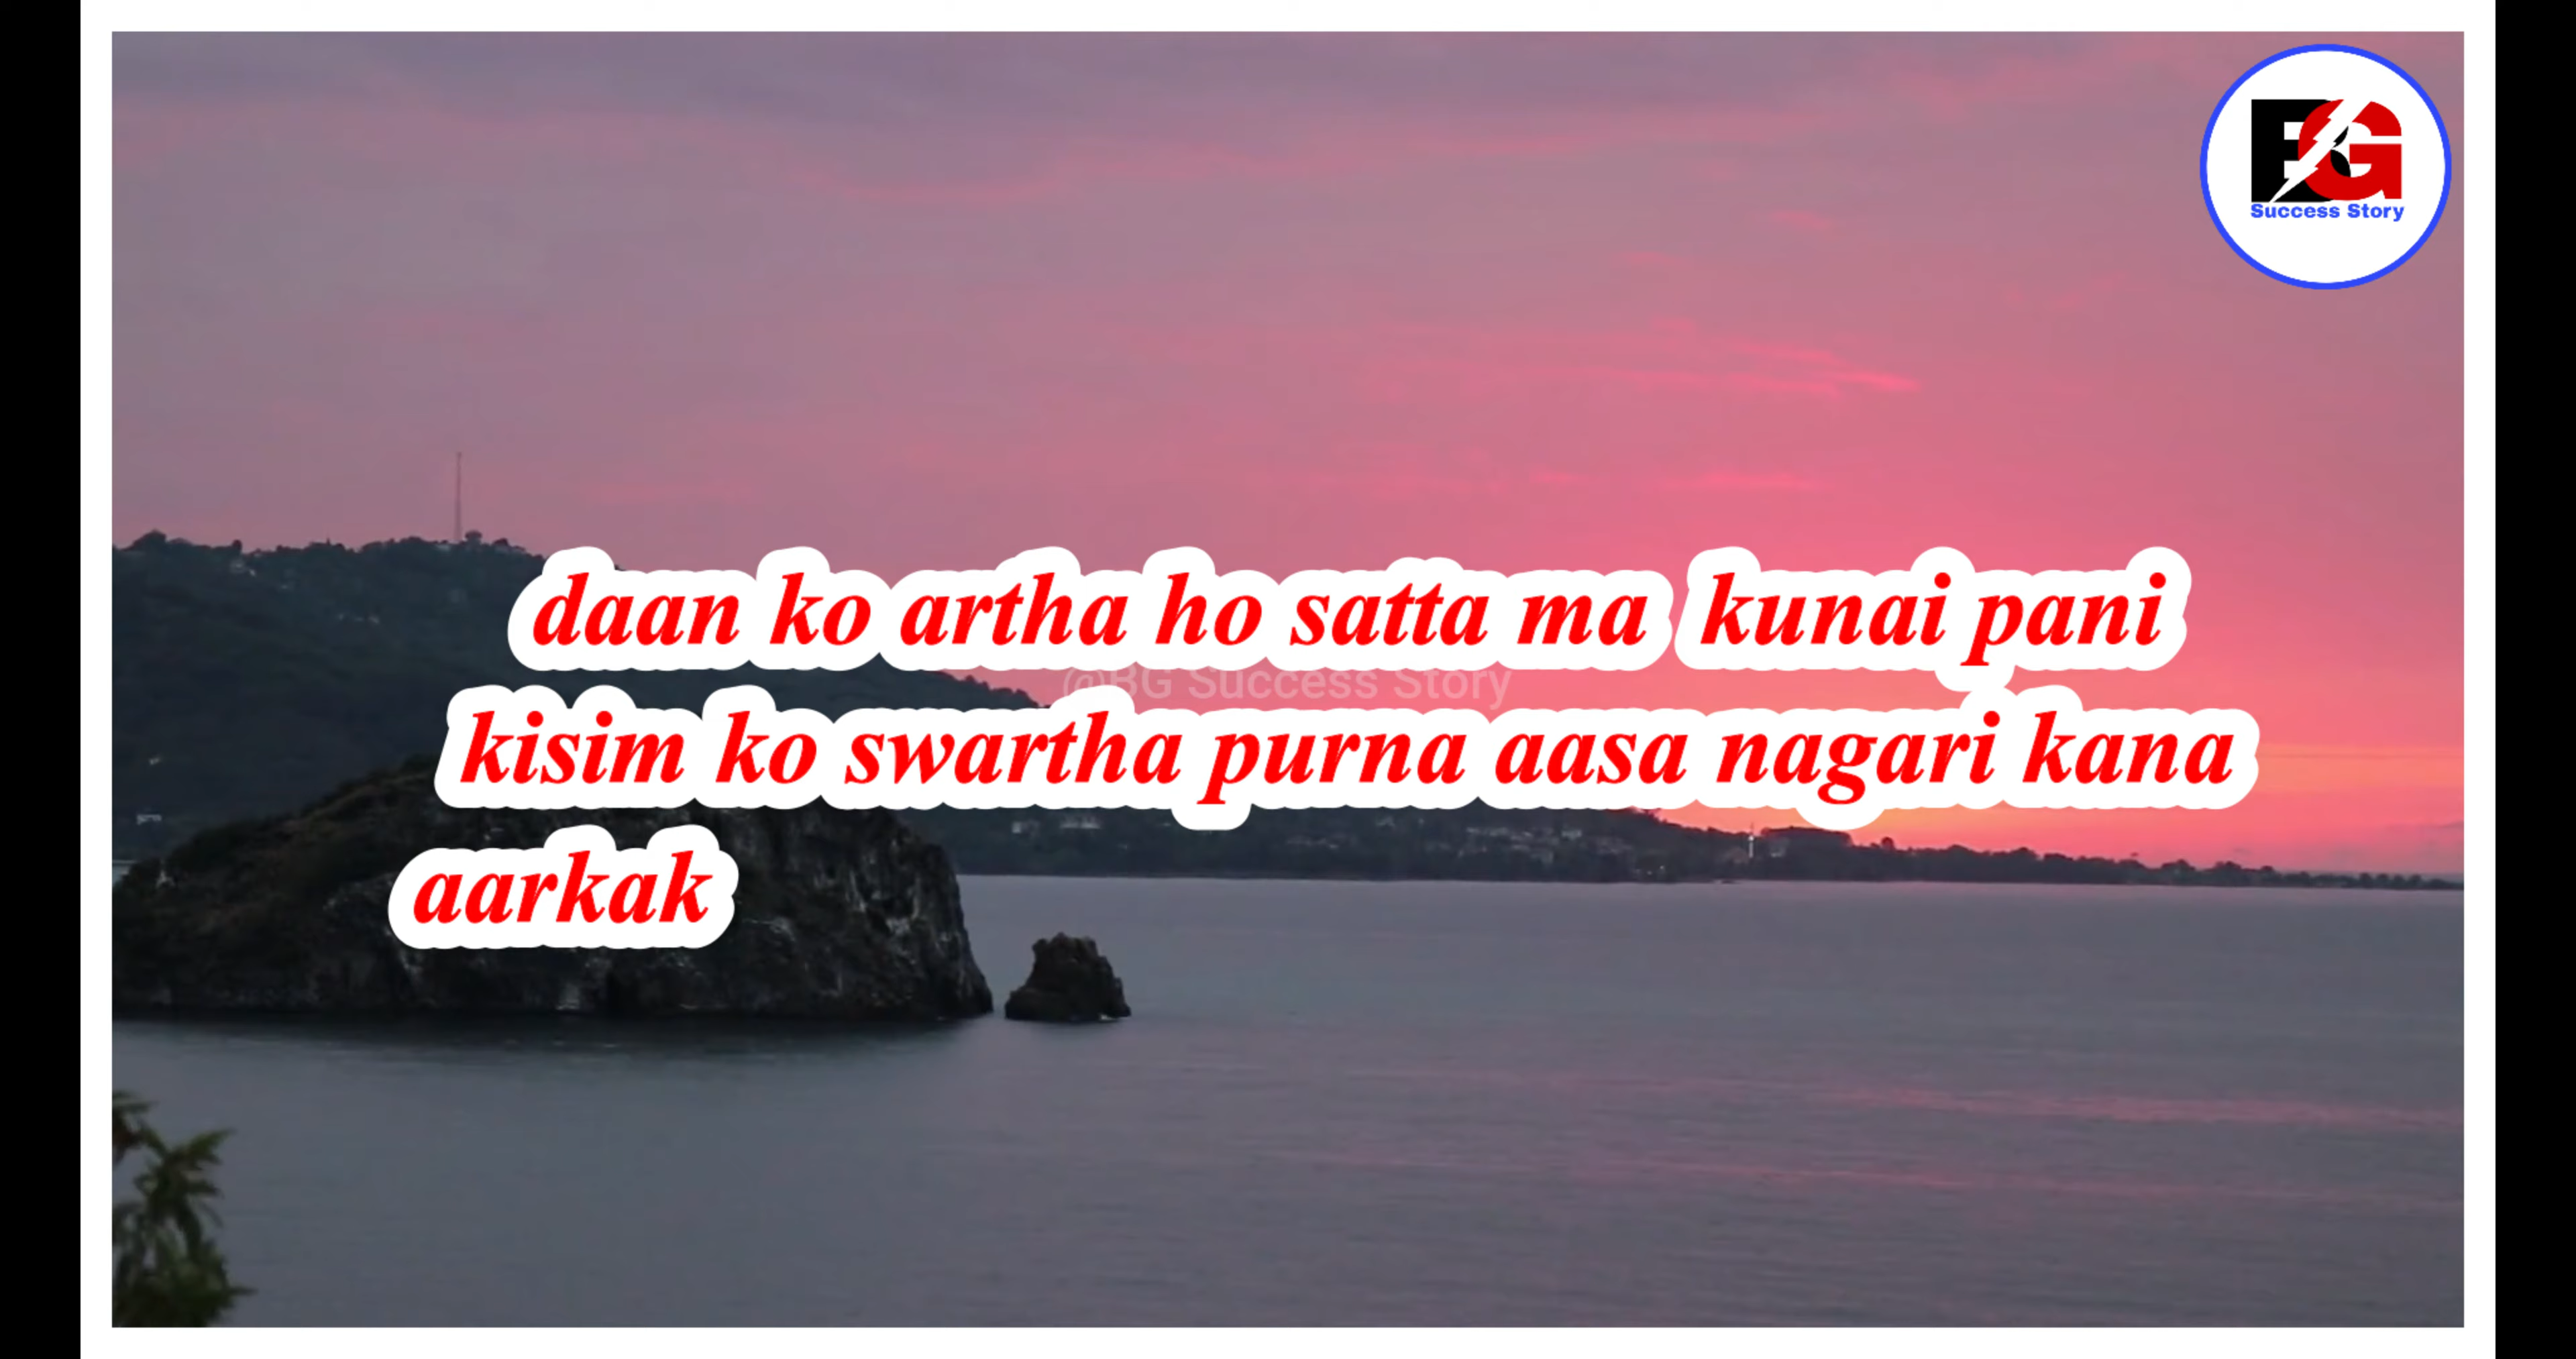 BG
Success Story
daan ko artha ho satta ma kunai pani
@BG Success Story
kisim ko swartha purna aasa nagari kana
aarkak